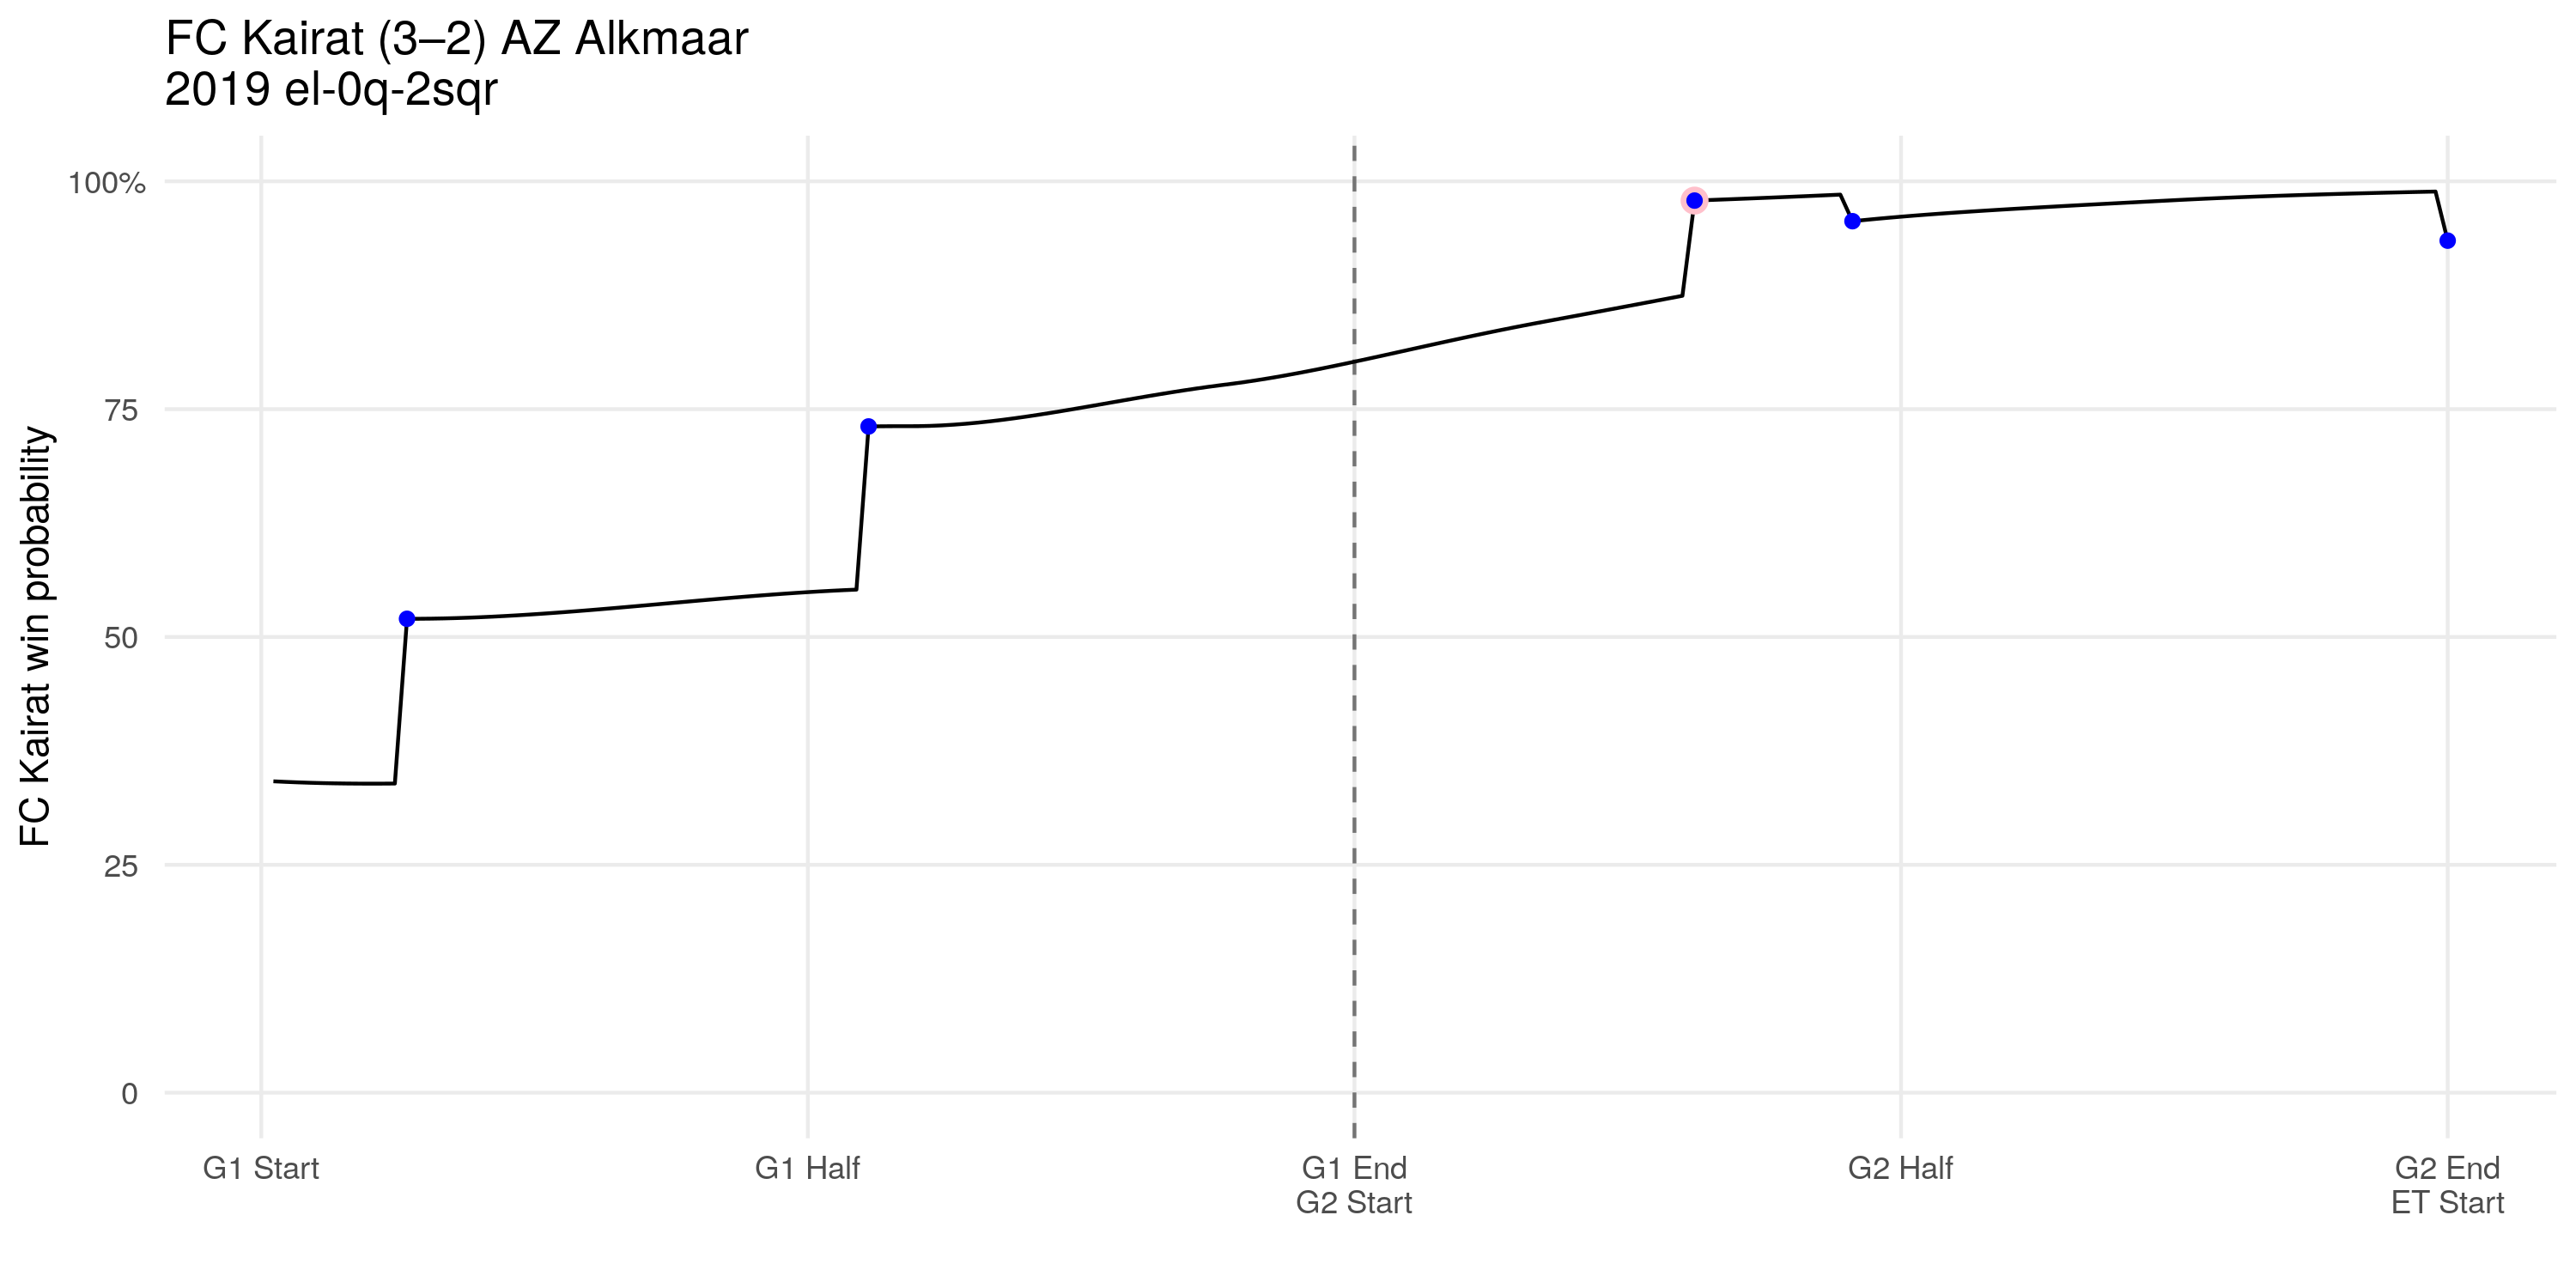 FC Kairat (3–2) AZ Alkmaar
2019 el-0q-2sqr
FC Kairat win probability
100%
75
50
25
0
G1 Start
G1 Half
G1 End
G2 Start
G2 Half
G2 End
ET Start